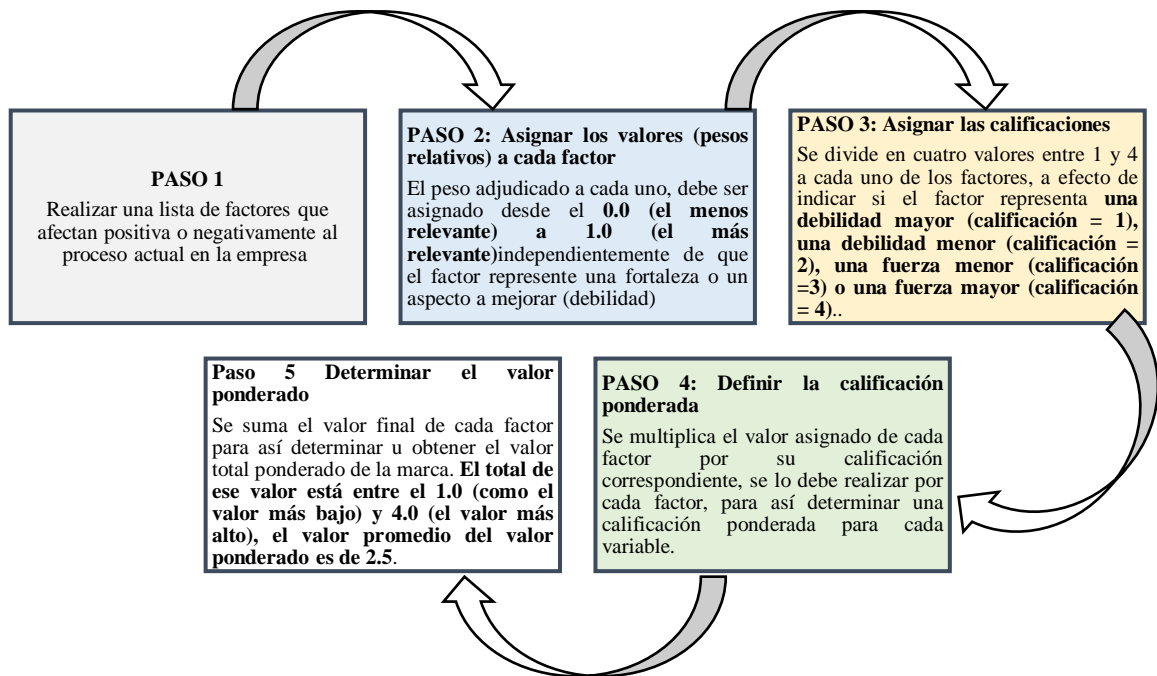 PASO 1
Realizar una lista de factores que
afectan positiva o negativamente al
proceso actual en la empresa
PASO 2: Asignar los valores (pesos
relativos) a cada factor
El peso adjudicado a cada uno, debe ser
asignado desde el 0.0 (el menos
relevante) a 1.0 (el más
relevante)independientemente de que
el factor represente una fortaleza o un
aspecto a mejorar (debilidad)
PASO 3: Asignar las calificaciones
Se divide en cuatro valores entre 1 y 4
a cada uno de los factores, a efecto de
indicar si el factor representa una
debilidad mayor (calificación = 1),
una debilidad menor (calificación =
2), una fuerza menor (calificación
=3) o una fuerza mayor (calificación
= 4)..
PASO 4: Definir la calificación
ponderada
Se multiplica el valor asignado de cada
factor por su calificación
correspondiente, se lo debe realizar por
cada factor, para así determinar una
calificación ponderada para cada
variable.
Paso 5 Determinar el valor
ponderado
Se suma el valor final de cada factor
para así determinar u obtener el valor
total ponderado de la marca. El total de
ese valor está entre el 1.0 (como el
valor más bajo) y 4.0 (el valor más
alto), el valor promedio del valor
ponderado es de 2.5.